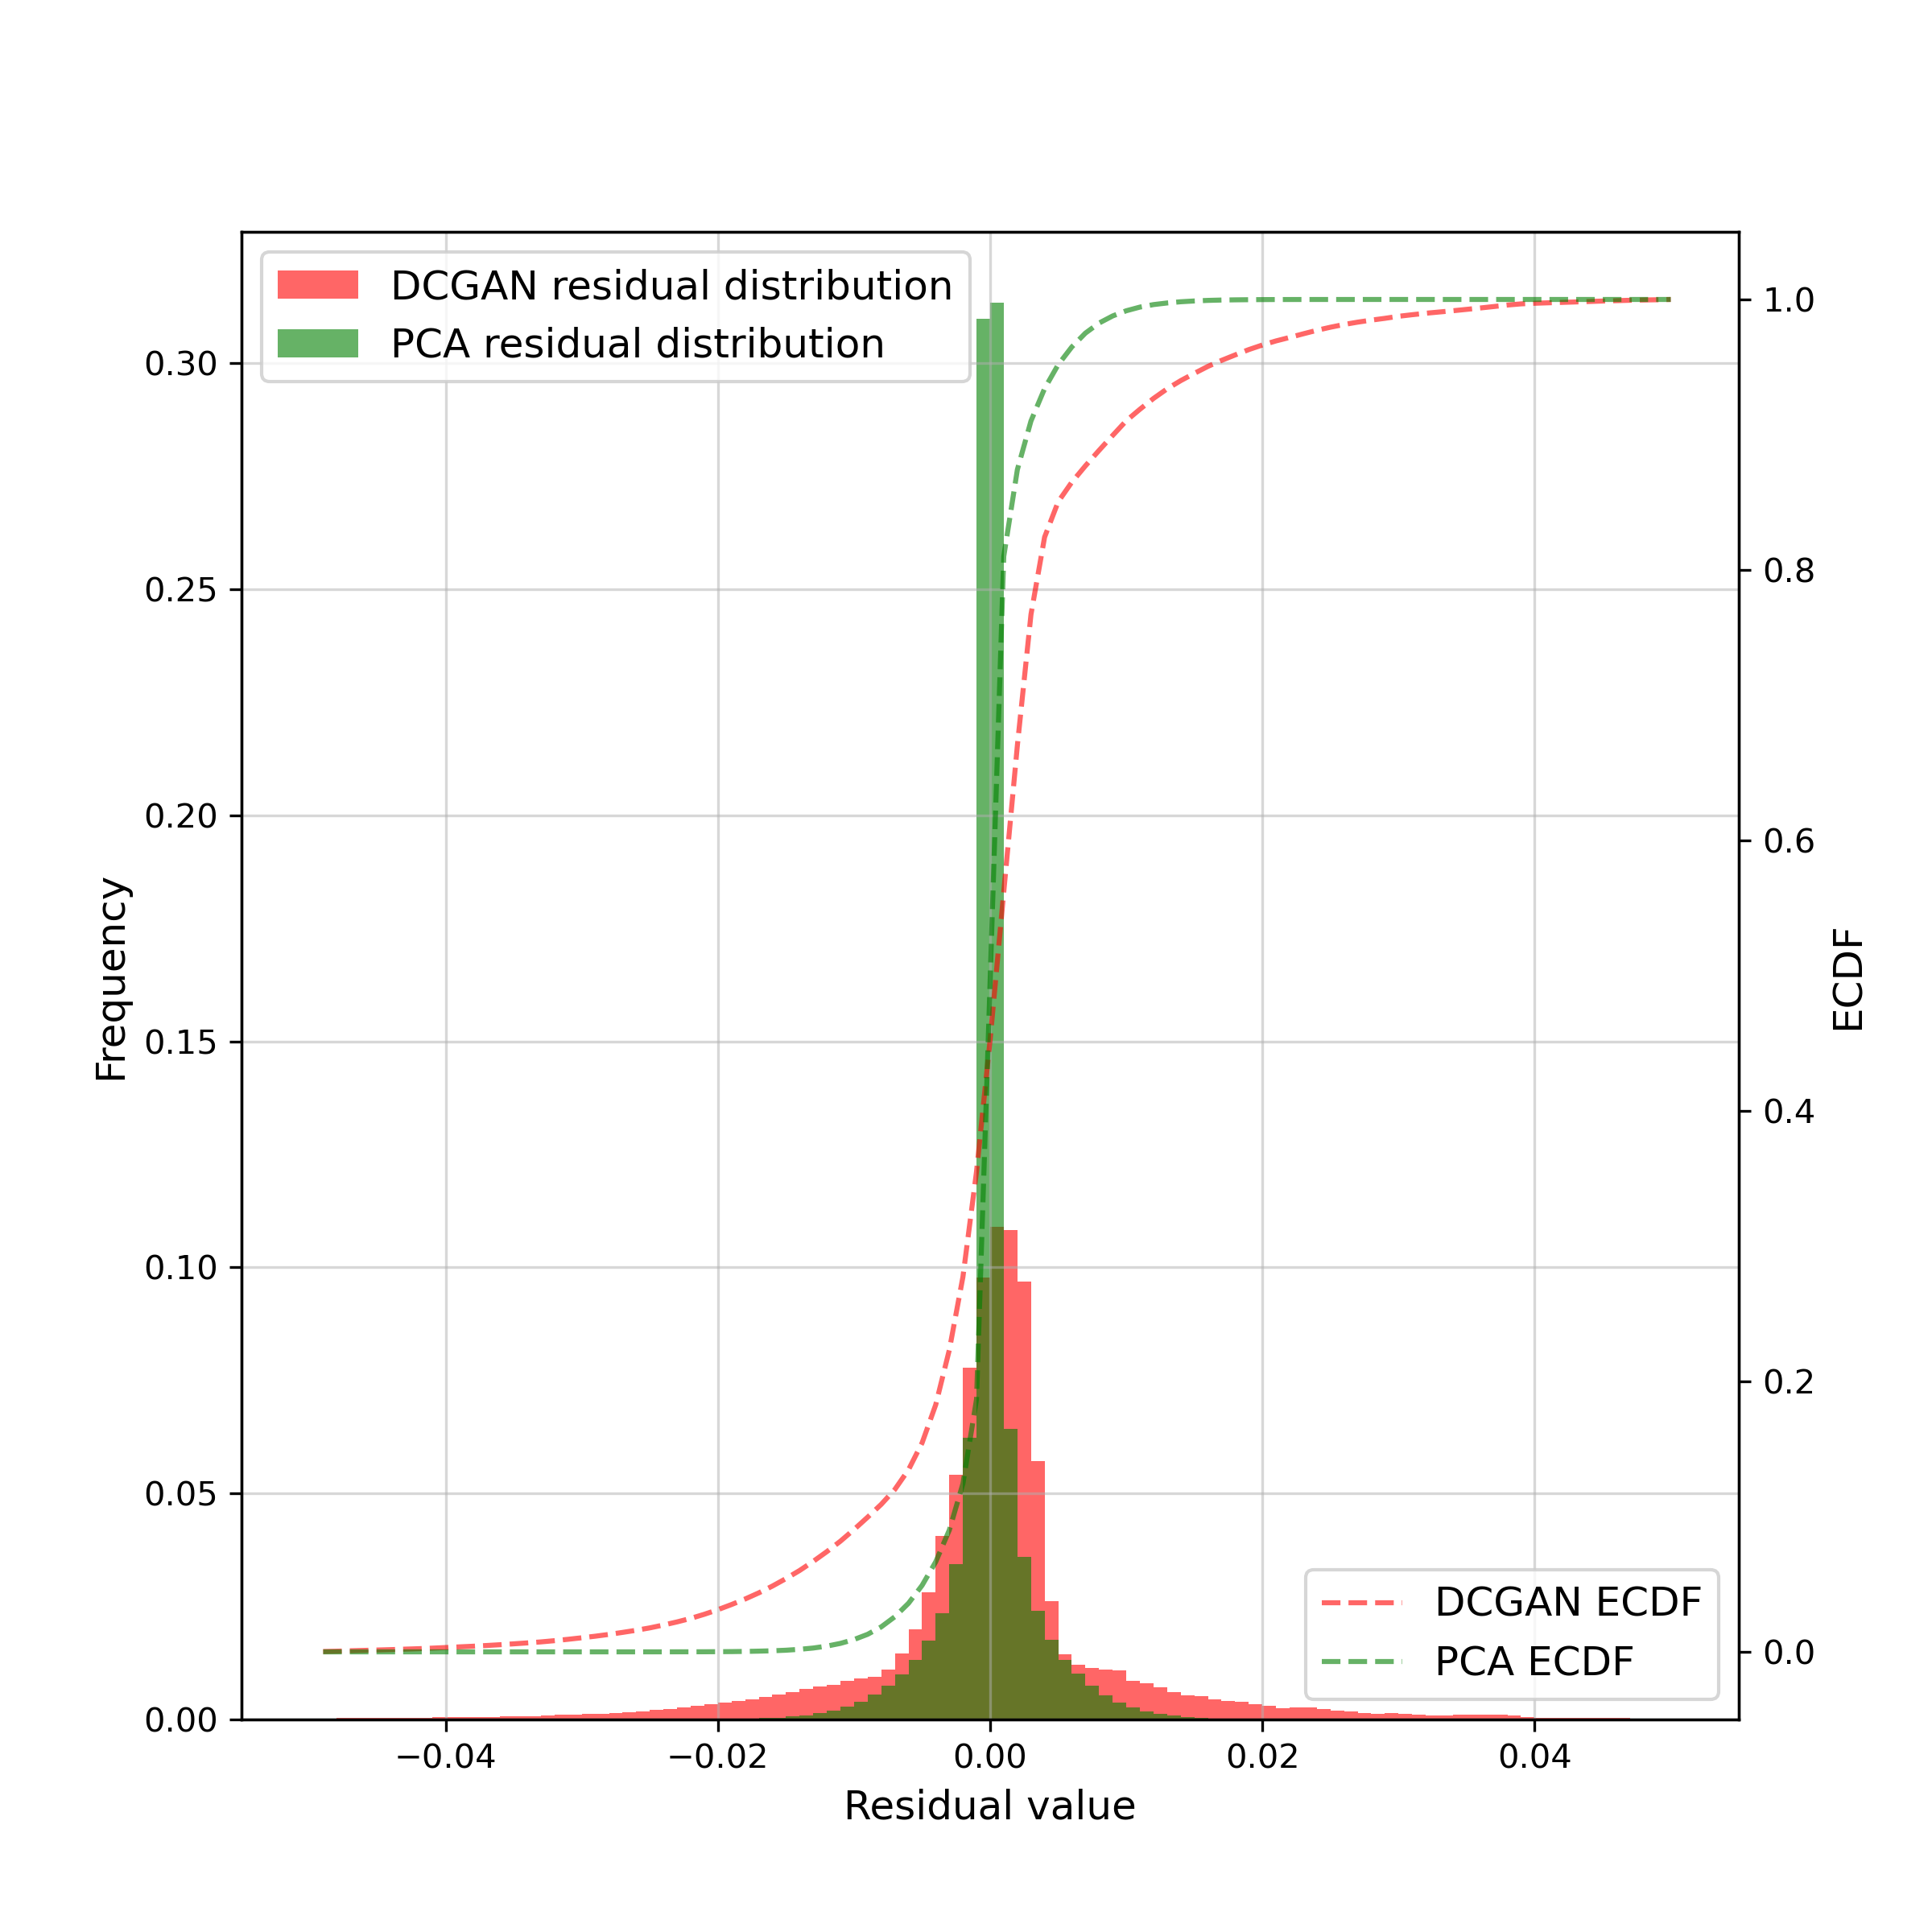 DCGAN residual distribution
PCA residual distribution
0.30
0.25
0.20
0.15
0.10
0.05
0.00
Frequency
1.0
0.8
0.6
0.4
0.2
0.0
ECDF
DCGAN ECDF
PCA ECDF
−0.04 −0.02 0.00 0.02 0.04
Residual value